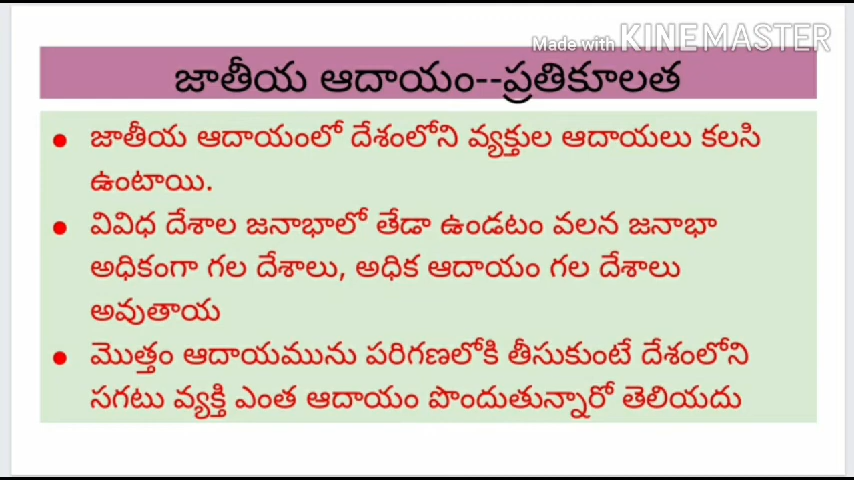 Made with KINEMASTER
జాతీయ ఆదాయం--ప్రతికూలత
• జాతీయ ఆదాయంలో దేశంలోని వ్యక్తుల ఆదాయలు కలసి
ఉంటాయి.
• వివిధ దేశాల జనాభాలో తేడా ఉండటం వలన జనాభా
అధికంగా గల దేశాలు, అధిక ఆదాయం గల దేశాలు
అవుతాయ
• మొత్తం ఆదాయమును పరిగణలోకి తీసుకుంటే దేశంలోని
సగటు వ్యక్తి ఎంత ఆదాయం పొందుతున్నారో తెలియదు